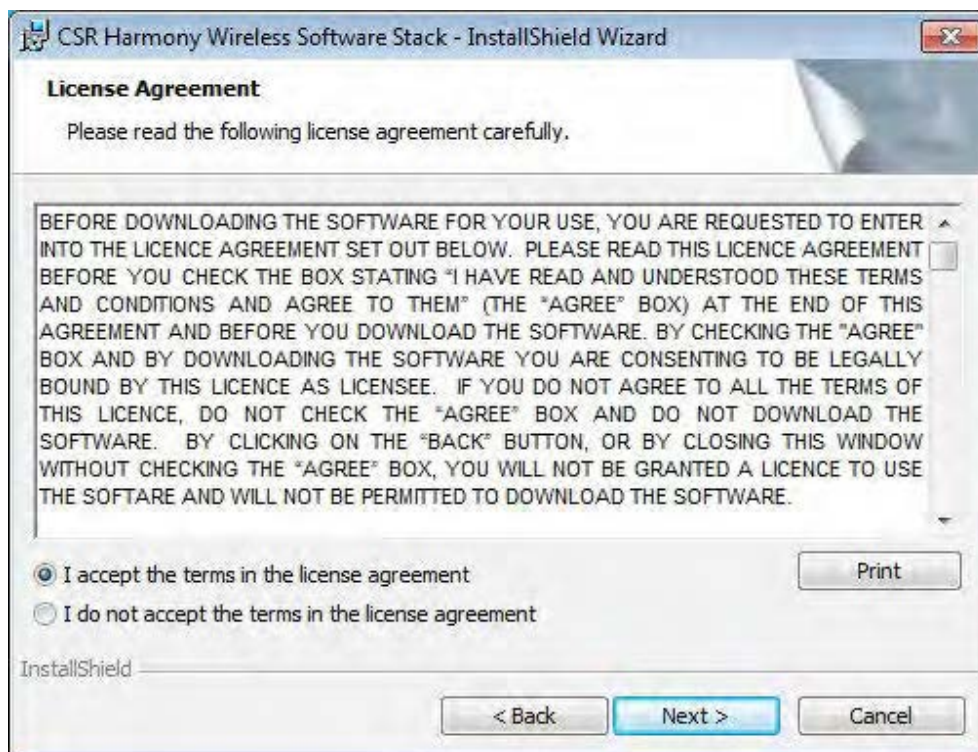 CSR Harmony Wireless Software Stack - InstallShield Wizard
License Agreement
Please read the following license agreement carefully.
BEFORE DOWNLOADING THE SOFTWARE FOR YOUR USE, YOU ARE REQUESTED TO ENTER
INTO THE LICENCE AGREEMENT SET OUT BELOW. PLEASE READ THIS LICENCE AGREEMENT
BEFORE YOU CHECK THE BOX STATING “I HAVE READ AND UNDERSTOOD THESE TERMS
AND CONDITIONS AND AGREE TO THEM” (THE “AGREE” BOX) AT THE END OF THIS
AGREEMENT AND BEFORE YOU DOWNLOAD THE SOFTWARE. BY CHECKING THE "AGREE"
BOX AND BY DOWNLOADING THE SOFTWARE YOU ARE CONSENTING TO BE LEGALLY
BOUND BY THIS LICENCE AS LICENSEE. IF YOU DO NOT AGREE TO ALL THE TERMS OF
THIS LICENCE, DO NOT CHECK THE “AGREE” BOX AND DO NOT DOWNLOAD THE
SOFTWARE. BY CLICKING ON THE “BACK” BUTTON, OR BY CLOSING THIS WINDOW
WITHOUT CHECKING THE “AGREE” BOX, YOU WILL NOT BE GRANTED A LICENCE TO USE
THE SOFTARE AND WILL NOT BE PERMITTED TO DOWNLOAD THE SOFTWARE.
I accept the terms in the license agreement
Print
I do not accept the terms in the license agreement
InstallShield
< Back Next > Cancel